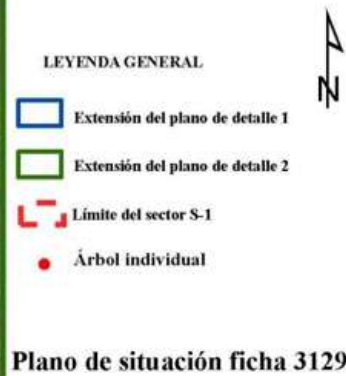 N
LEYENDA GENERAL
Extensión del plano de detalle 1
Extensión del plano de detalle 2
Límite del sector S-1
Árbol individual
Plano de situación ficha 3129